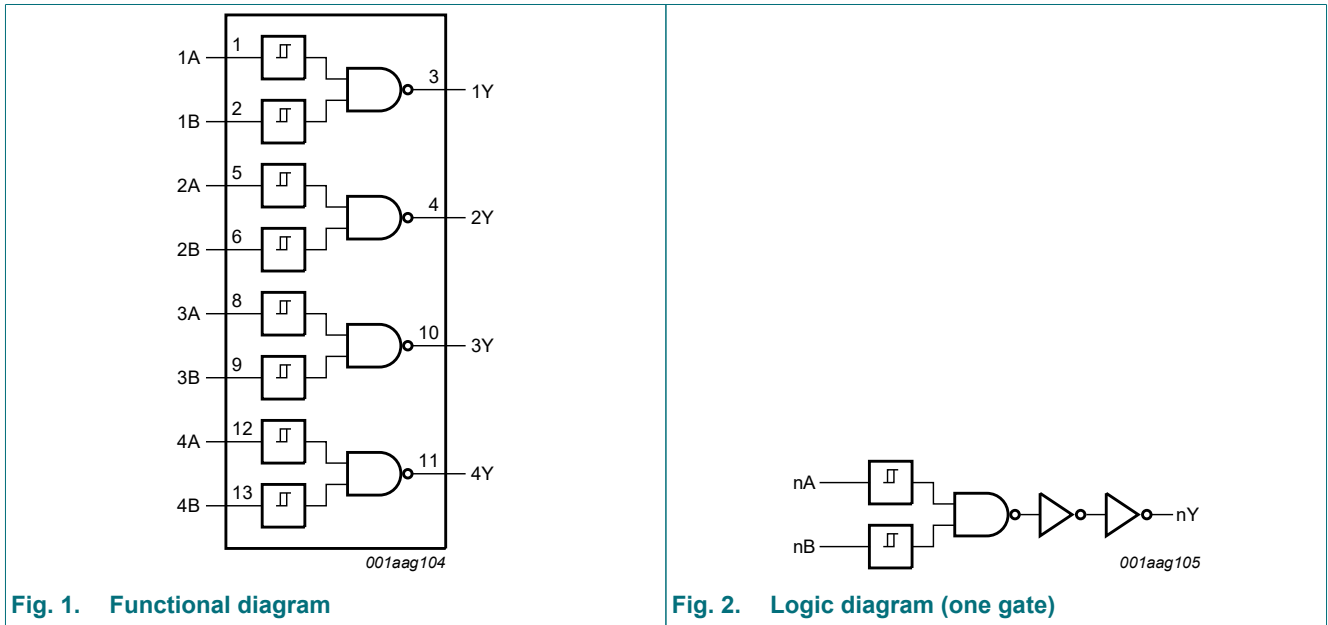 1A 1
3 1Y
1B 2
2A 5
4 2Y
2B 6
3A 8
10 3Y
3B 9
4A 12
11 4Y
4B 13
001aag104
Fig. 1. Functional diagram
nA
nY
nB
001aag105
Fig. 2. Logic diagram (one gate)